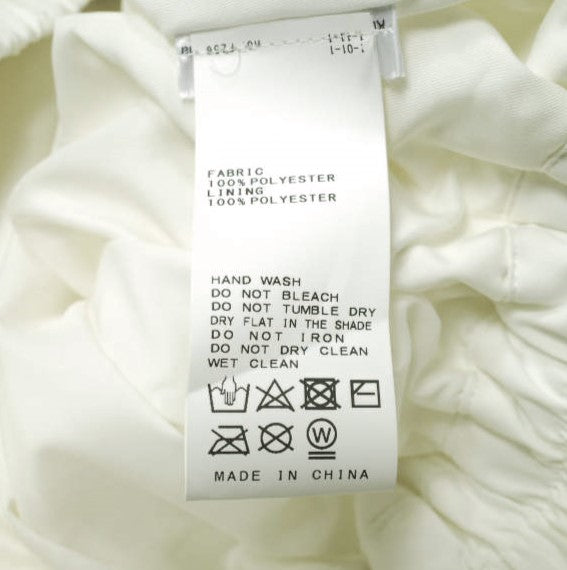 FABRIC
100% POLYESTER
LINING
100% POLYESTER
HAND WASH
DO NOT BLEACH
DO NOT TUMBLE DRY
DRY FLAT IN THE SHADE
DO NOT IRON
DO NOT DRY CLEAN
WET CLEAN
W
MADE IN CHINA